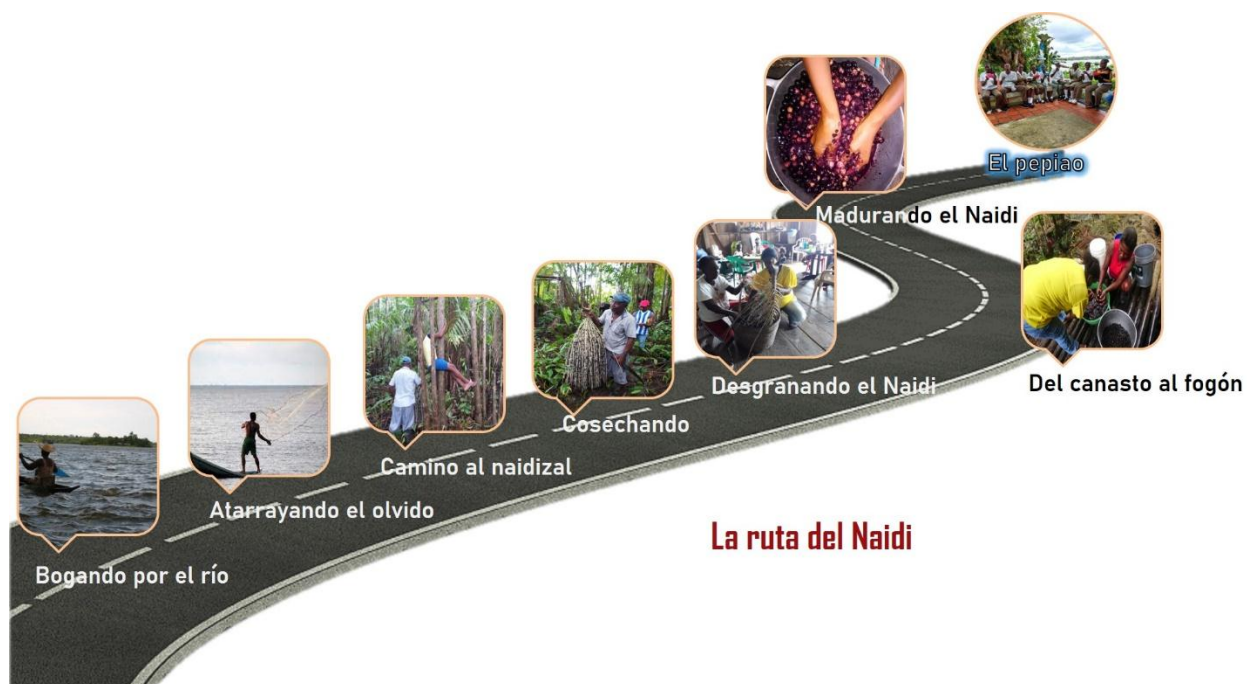 Bogando por el río
Atarrayando el olvido
Camino al naidizal
Cosechando
Desgranando el Naidi
Del canasto al fogón
Madurando el Naidi
El pepiao
La ruta del Naidi